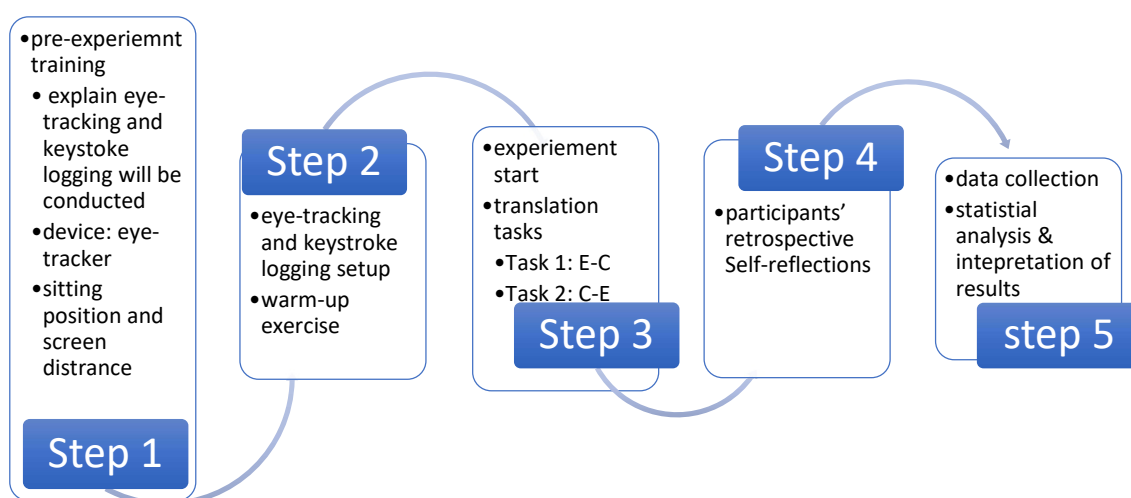 •pre-experiemnt
training
• explain eye-
tracking and
keystoke
logging will be
conducted
•device: eye-
tracker
•sitting
position and
screen
distrance
Step 1
Step 2
•eye-tracking
and keystroke
logging setup
•warm-up
exercise
•experiement
start
•translation
tasks
•Task 1: E-C
•Task 2: C-E
Step 3
Step 4
•participants’
retrospective
Self-reflections
•data collection
•statistial
analysis &
intepretation of
results
step 5